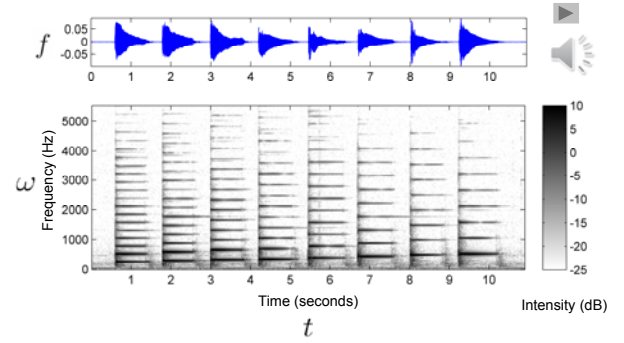 f
0.05
0
-0.05
0 1 2 3 4 5 6 7 8 9 10
ω
Frequency (Hz)
5000
4000
3000
2000
1000
0
1 2 3 4 5 6 7 8 9 10
Time (seconds)
t
10
5
0
-5
-10
-15
-20
-25
Intensity (dB)